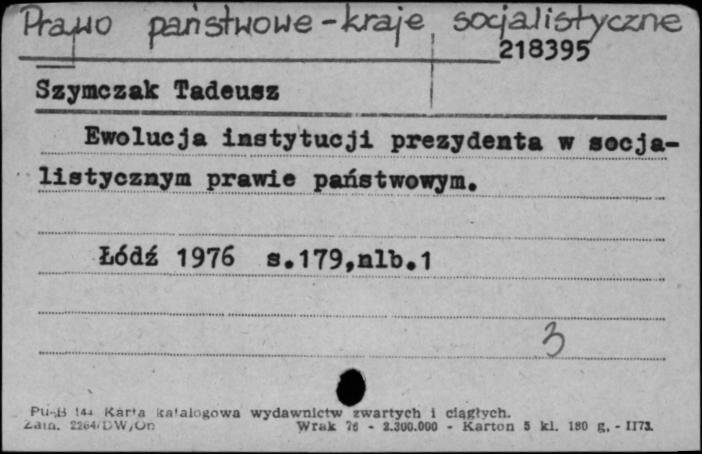 Prawo państwowe - kraje socjalistyczne
218395
Szymczak Tadeusz
Ewolucja instytucji prezydenta w socja-
listycznym prawie państwowym.
Łódź 1976 s.179,nlb.1
3
Pu-B 144 Karta katalogowa wydawnictw zwartych i ciągłych.
Zam. 2264/DW/On Wrak 76 - 2.300.000 - Karton 5 kl. 180 g. - II73.